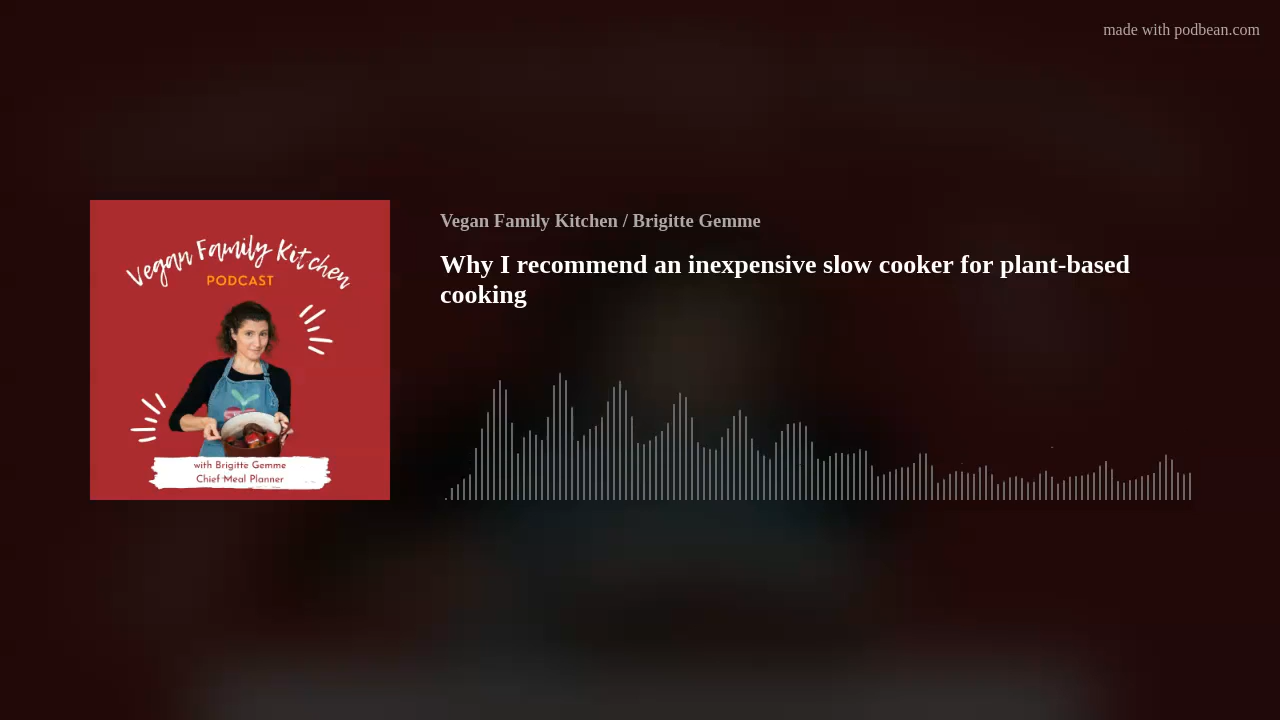 made with podbean.com
Vegan Family Kitchen
PODCAST
with Brigitte Gemme
Chief Meal Planner
Vegan Family Kitchen / Brigitte Gemme
Why I recommend an inexpensive slow cooker for plant-based
cooking